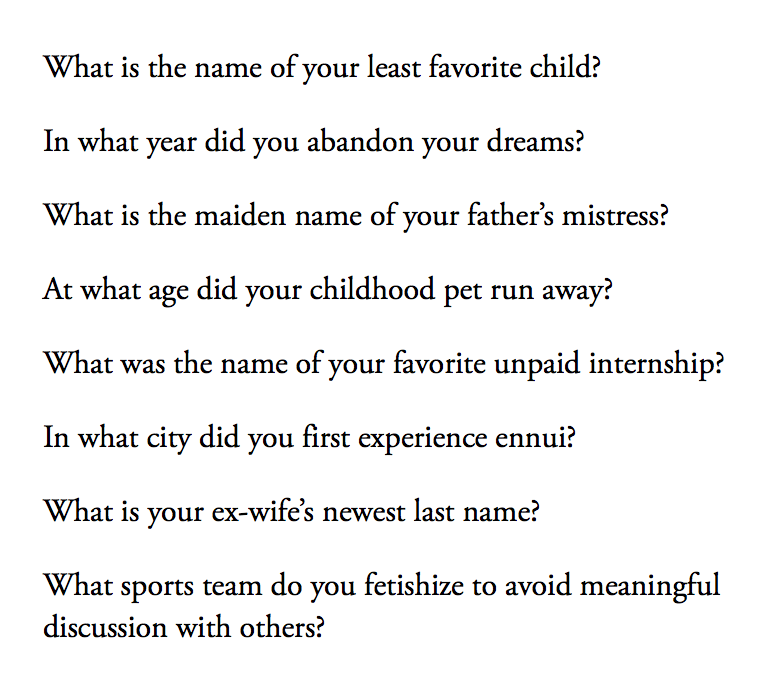 What is the name of your least favorite child?
In what year did you abandon your dreams?
What is the maiden name of your father’s mistress?
At what age did your childhood pet run away?
What was the name of your favorite unpaid internship?
In what city did you first experience ennui?
What is your ex-wife’s newest last name?
What sports team do you fetishize to avoid meaningful
discussion with others?